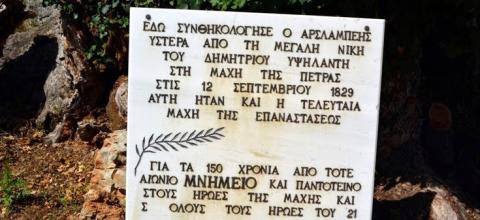 ΕΔΩ ΣΥΝΘΗΚΟΛΟΓΗΣΕ Ο ΑΡΣΛΑΜΠΕΗΣ
ΥΣΤΕΡΑ ΑΠΟ ΤΗ ΜΕΓΑΛΗ ΝΙΚΗ
ΤΟΥ ΔΗΜΗΤΡΙΟΥ ΥΨΗΛΑΝΤΗ
ΣΤΗ ΜΑΧΗ ΤΗΣ ΠΕΤΡΑΣ
ΣΤΙΣ 12 ΣΕΠΤΕΜΒΡΙΟΥ 1829
ΑΥΤΗ ΗΤΑΝ ΚΑΙ Η ΤΕΛΕΥΤΑΙΑ
ΜΑΧΗ ΤΗΣ ΕΠΑΝΑΣΤΑΣΕΩΣ
ΓΙΑ ΤΑ 150 ΧΡΟΝΙΑ ΑΠΟ ΤΟΤΕ
ΑΙΩΝΙΟ ΜΝΗΜΕΙΟ ΚΑΙ ΠΑΝΤΟΤΕΙΝΟ
ΣΤΟΥΣ ΗΡΩΕΣ ΤΗΣ ΜΑΧΗΣ ΚΑΙ
Σ ΟΛΟΥΣ ΤΟΥΣ ΗΡΩΕΣ ΤΟΥ 21